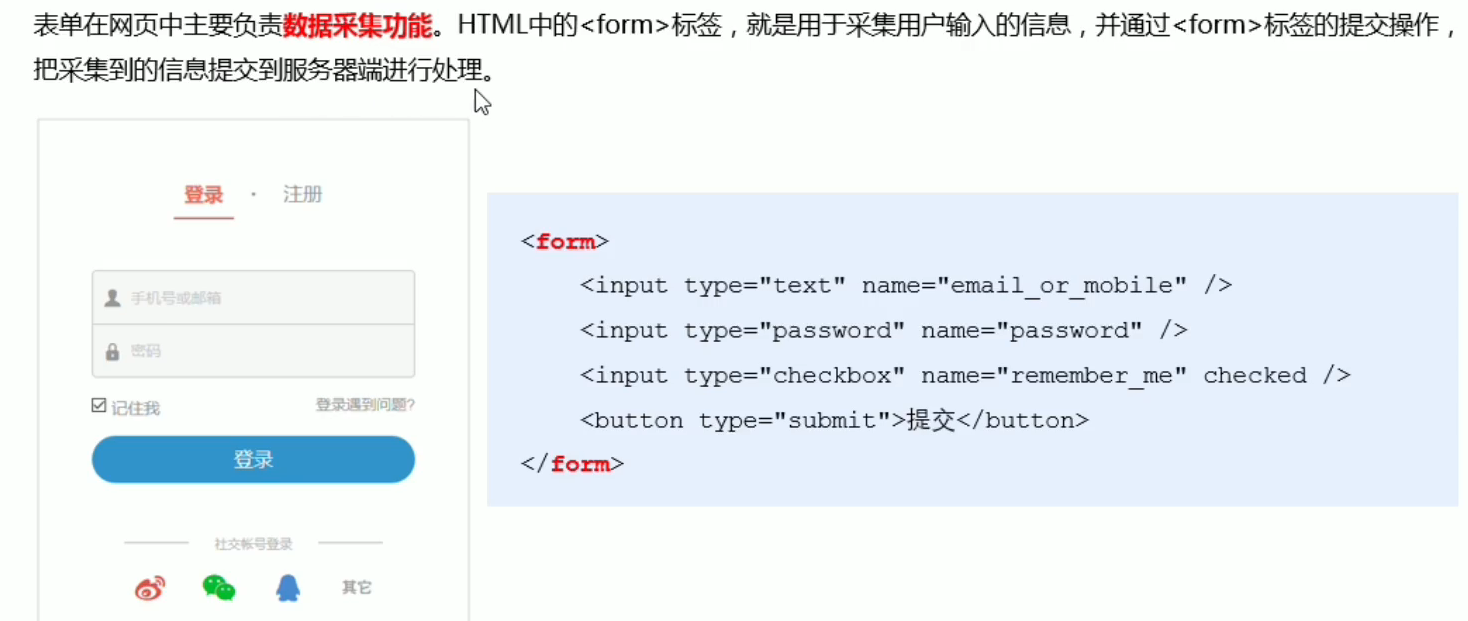 表单在网页中主要负责数据采集功能。HTML中的<form>标签，就是用于采集用户输入的信息，并通过<form>标签的提交操作，
把采集到的信息提交到服务器端进行处理。
登录 · 注册
手机号或邮箱
密码
记住我 登录遇到问题?
登录
社交帐号登录
其它
<form>
<input type="text" name="email_or_mobile" />
<input type="password" name="password" />
<input type="checkbox" name="remember_me" checked />
<button type="submit">提交</button>
</form>